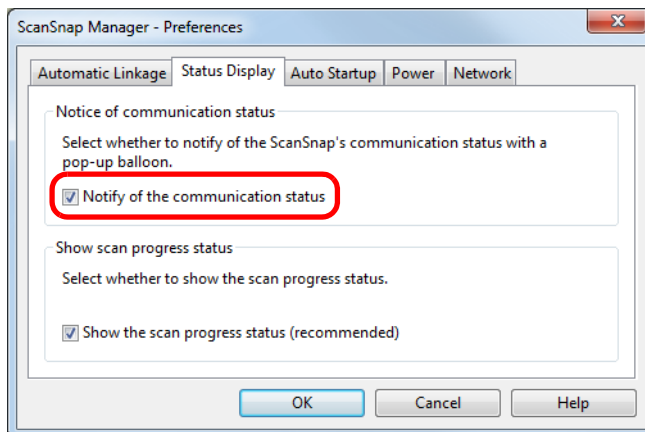 ScanSnap Manager - Preferences
Automatic Linkage Status Display Auto Startup Power Network
Notice of communication status
Select whether to notify of the ScanSnap's communication status with a
pop-up balloon.
Notify of the communication status
Show scan progress status
Select whether to show the scan progress status.
Show the scan progress status (recommended)
OK Cancel Help